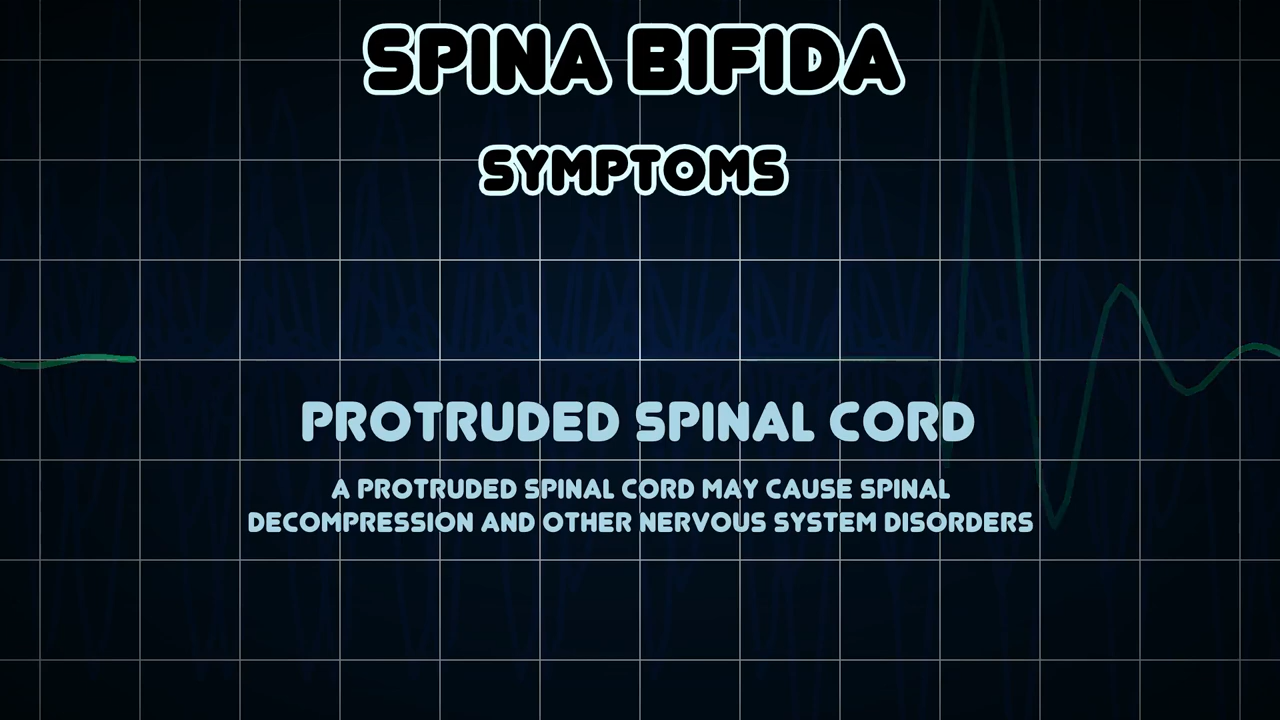 SPINA BIFIDA
SYMPTOMS
PROTRUDED SPINAL CORD
A PROTRUDED SPINAL CORD MAY CAUSE SPINAL
DECOMPRESSION AND OTHER NERVOUS SYSTEM DISORDERS